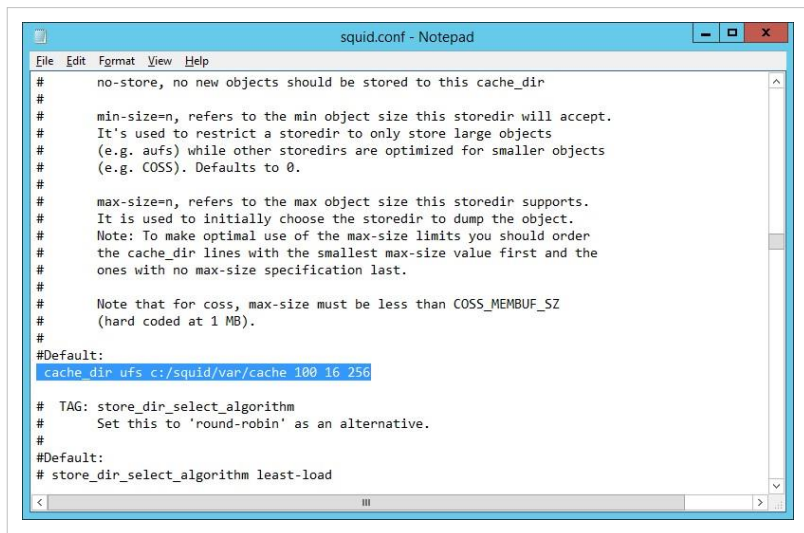 squid.conf - Notepad
File Edit Format View Help
#       no-store, no new objects should be stored to this cache_dir
#
#       min-size=n, refers to the min object size this storedir will accept.
#       It's used to restrict a storedir to only store large objects
#       (e.g. aufs) while other storedirs are optimized for smaller objects
#       (e.g. COSS). Defaults to 0.
#
#       max-size=n, refers to the max object size this storedir supports.
#       It is used to initially choose the storedir to dump the object.
#       Note: To make optimal use of the max-size limits you should order
#       the cache_dir lines with the smallest max-size value first and the
#       ones with no max-size specification last.
#
#       Note that for coss, max-size must be less than COSS_MEMBUF_SZ
#       (hard coded at 1 MB).
#
#Default:
 cache_dir ufs c:/squid/var/cache 100 16 256

#  TAG: store_dir_select_algorithm
#       Set this to 'round-robin' as an alternative.
#
#Default:
# store_dir_select_algorithm least-load